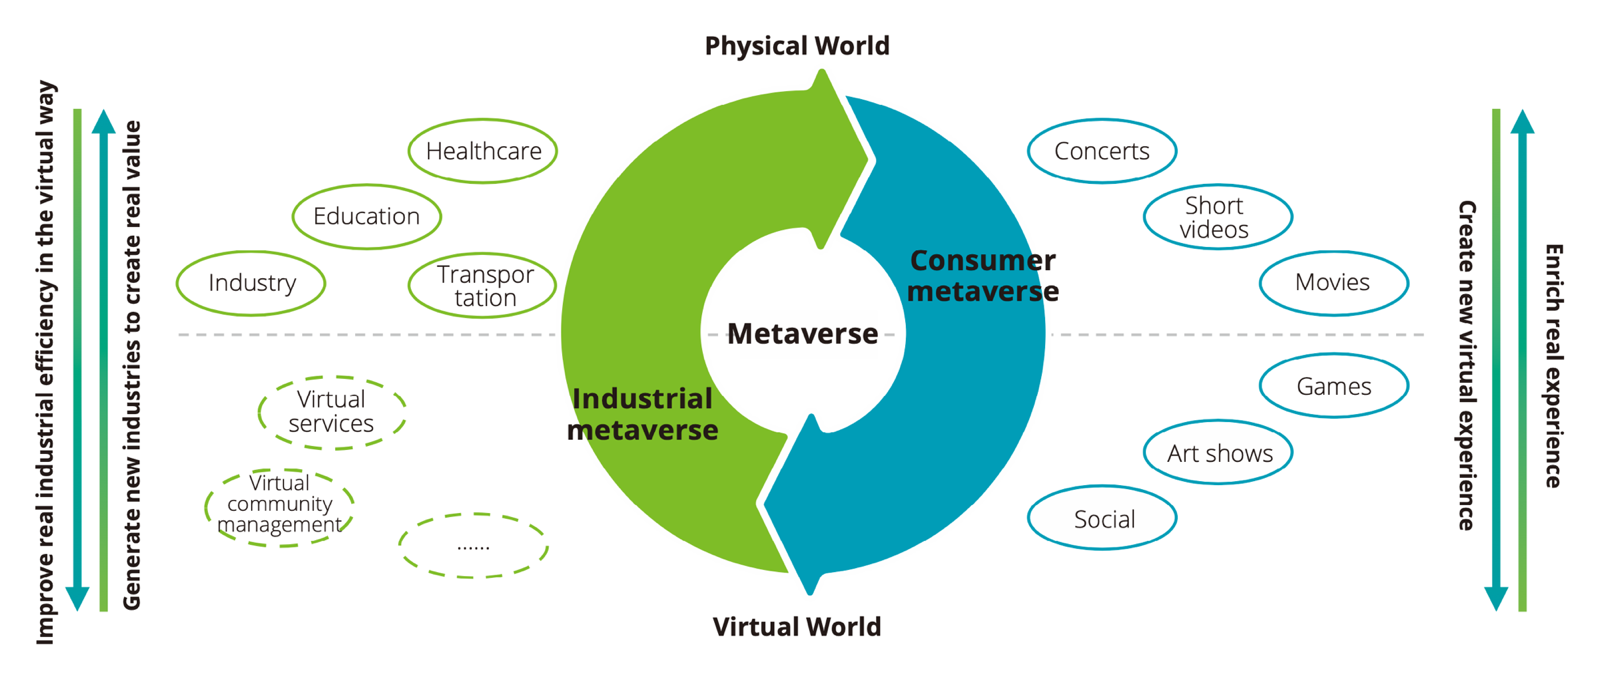 Physical World
Improve real industrial efficiency in the virtual way
Generate new industries to create real value
Healthcare
Education
Industry
Transpor
tation
Virtual
services
Virtual
community
management
......
Industrial
metaverse
Metaverse
Consumer
metaverse
Concerts
Short
videos
Movies
Games
Art shows
Social
Create new virtual experience
Enrich real experience
Virtual World